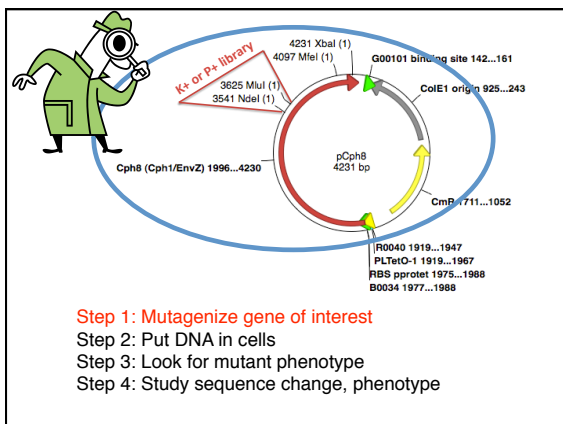 K+ or P+ library
4231 XbaI (1)
4097 MfeI (1)
3625 MluI (1)
3541 NdeI (1)
G00101 binding site 142...161
ColE1 origin 925...243
pCph8
4231 bp
Cph8 (Cph1/EnvZ) 1996...4230
CmR 1711...1052
R0040 1919...1947
PLTetO-1 1919...1967
RBS pprotet 1975...1988
B0034 1977...1988
Step 1: Mutagenize gene of interest
Step 2: Put DNA in cells
Step 3: Look for mutant phenotype
Step 4: Study sequence change, phenotype